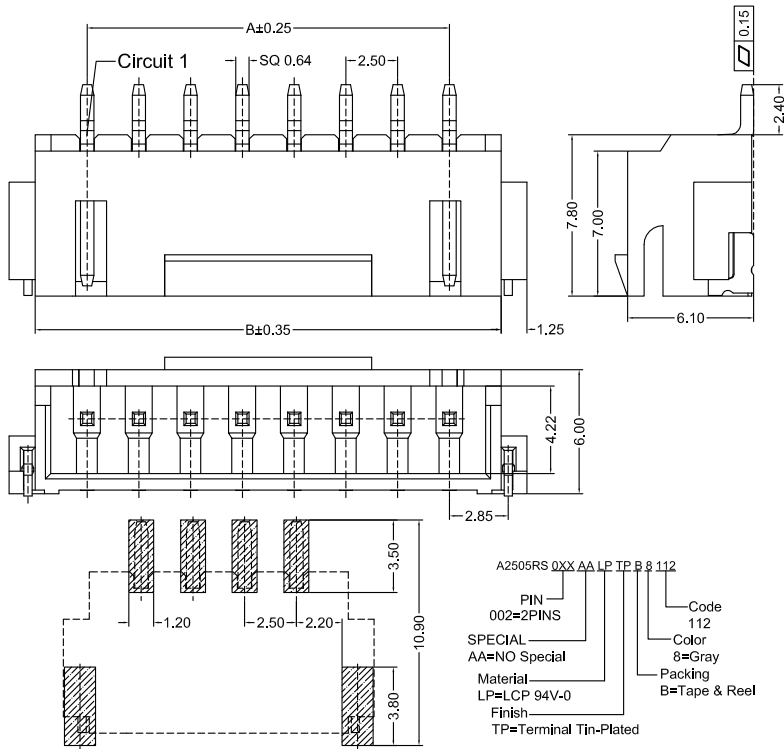 A±0.25
Circuit 1
SQ 0.64
2.50
0.15
2.40
7.80
7.00
6.10
B±0.35
1.25
4.22
6.00
2.85
3.50
10.90
1.20
2.50
2.20
3.80
A2505RS 0XX AA LP TP B 8 112
PIN
002=2PINS
Code
112
SPECIAL
AA=NO Special
Color
8=Gray
Material
LP=LCP 94V-0
Packing
B=Tape & Reel
Finish
TP=Terminal Tin-Plated